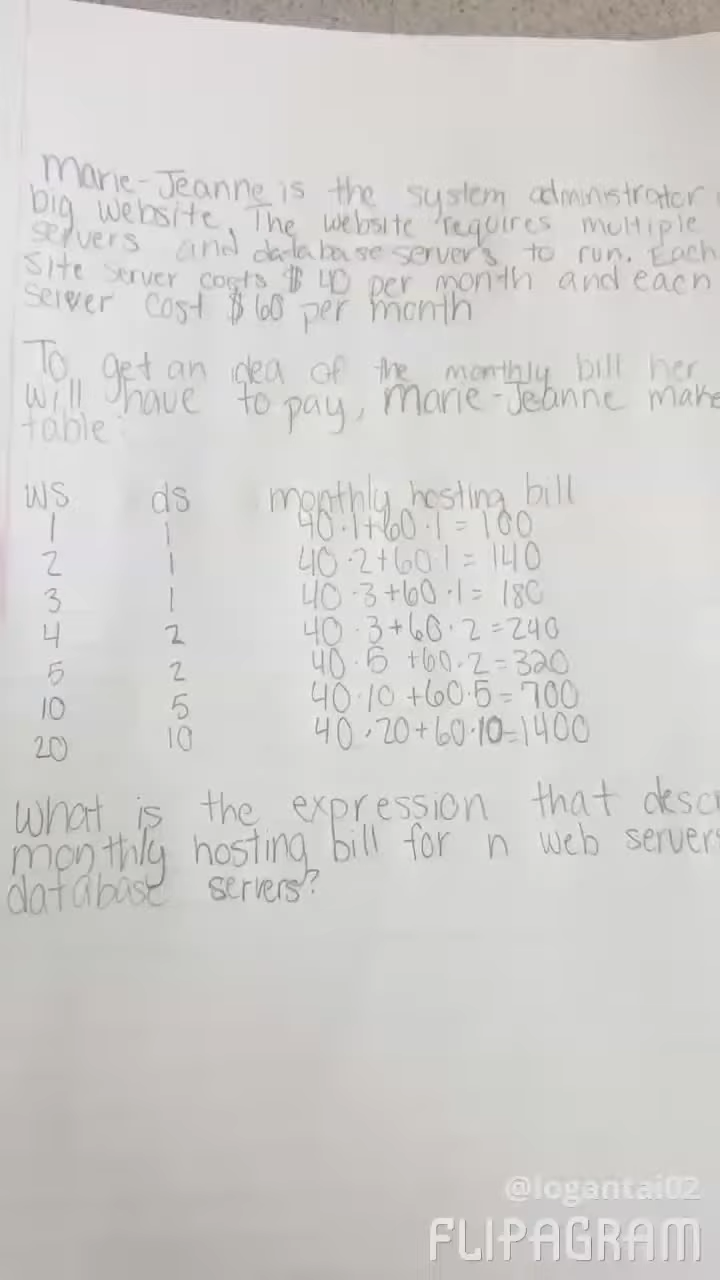 Marie-Jeanne is the system administrator
big website. The website requires multiple
servers and database servers to run. Each
site server costs $40 per month and each
server cost $60 per month
To get an idea of the monthly bill her
will have to pay, Marie-Jeanne make
table:
ws ds monthly hosting bill
1 1 40·1+60·1=100
2 1 40·2+60·1=140
3 1 40·3+60·1=180
4 2 40·3+60·2=240
5 2 40·5+60·2=320
10 5 40·10+60·5=700
20 10 40·20+60·10=1400
What is the expression that descr
monthly hosting bill for n web servers
database servers?
@logantai02
FLIPAGRAM